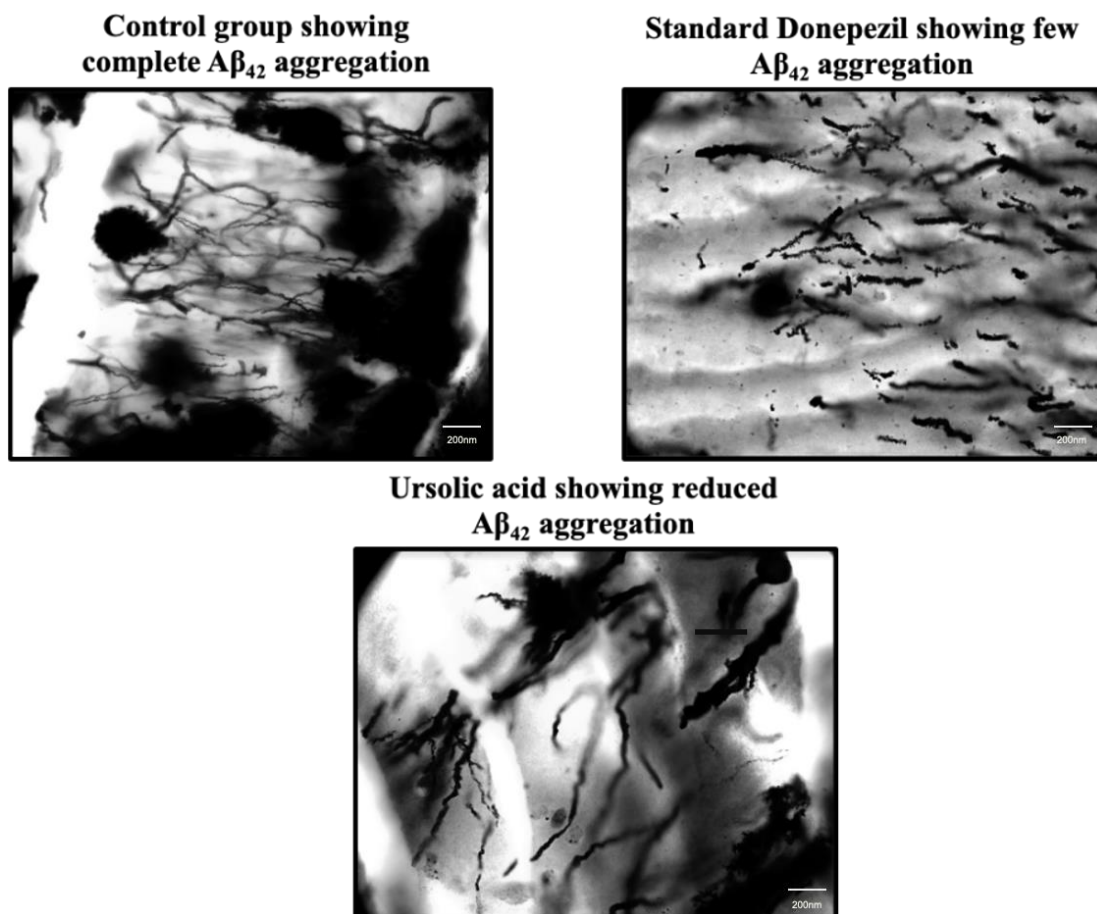 Control group showing
complete Aβ₄₂ aggregation
Standard Donepezil showing few
Aβ₄₂ aggregation
200nm
200nm
Ursolic acid showing reduced
Aβ₄₂ aggregation
200nm